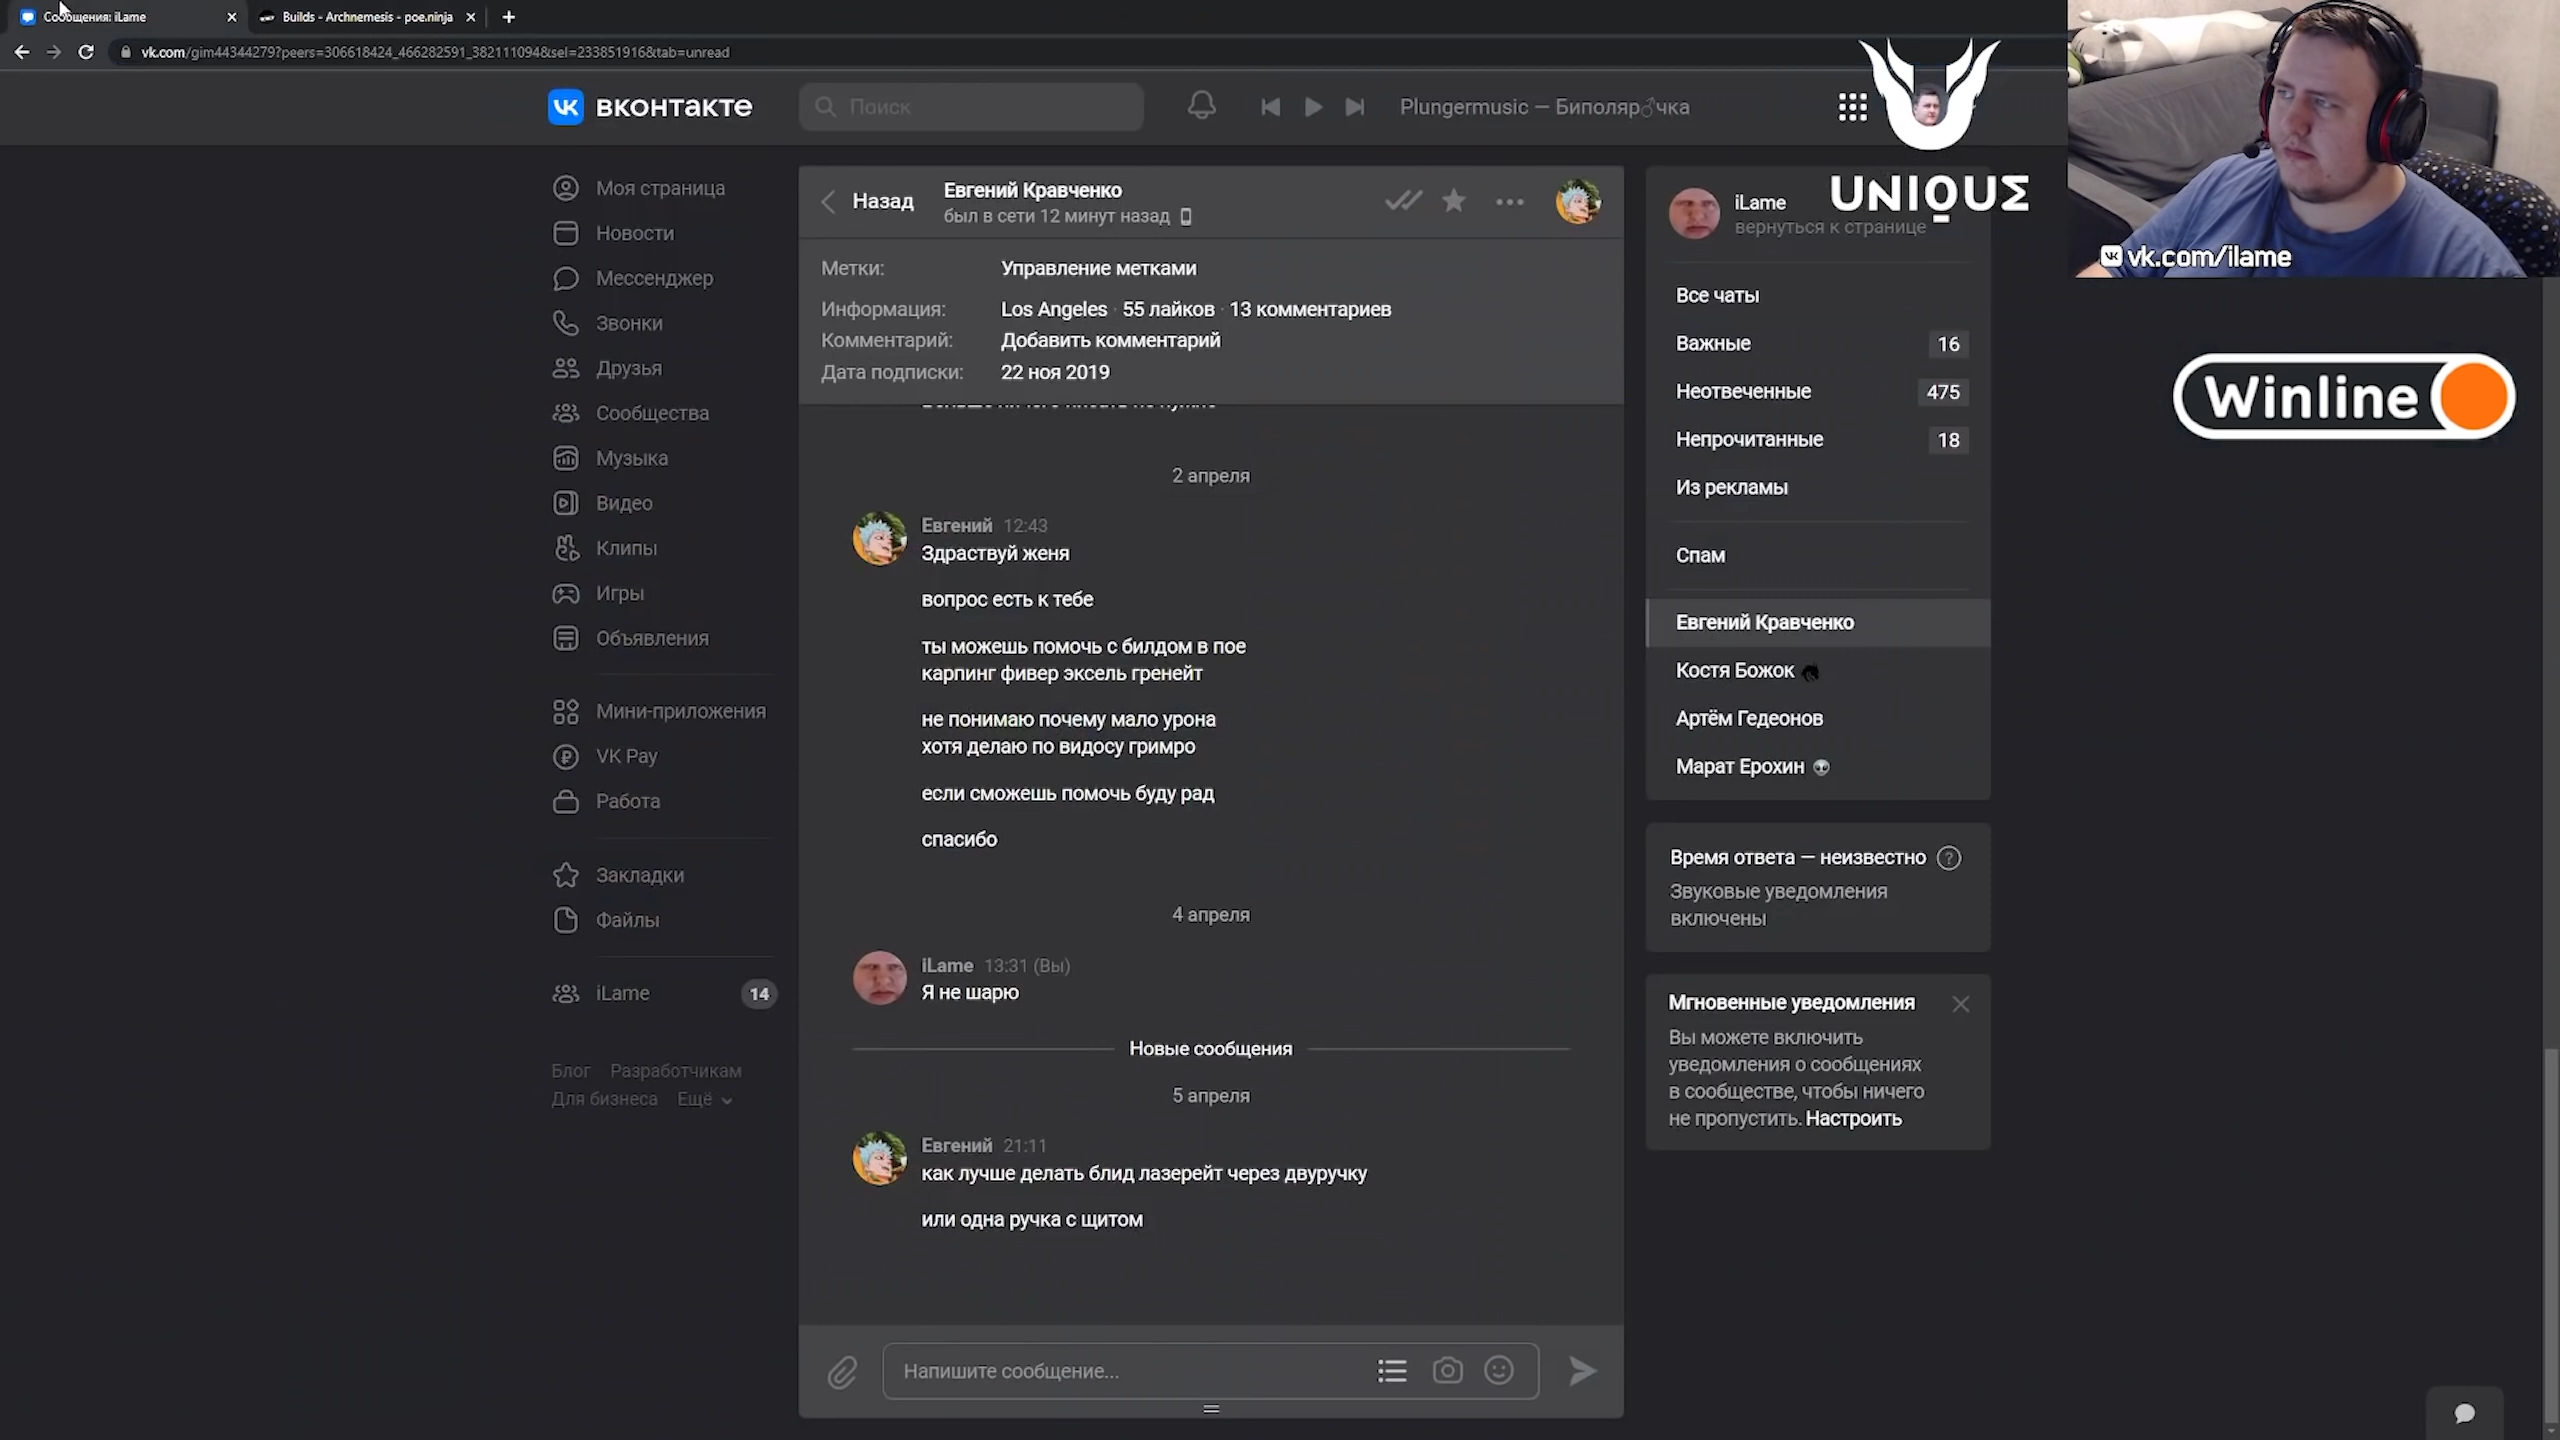 Сообщения: iLame
Builds - Archnemesis - poe.ninja
vk.com/gim44344279?peers=306618424_466282591_382111094&sel=233851916&tab=unread
вконтакте
Поиск
Plungermusic — Биполяр♂чка
UNIQUE
vk.com/ilame
Winline
Моя страница
Новости
Мессенджер
Звонки
Друзья
Сообщества
Музыка
Видео
Клипы
Игры
Объявления
Мини-приложения
VK Pay
Работа
Закладки
Файлы
iLame 14
Блог Разработчикам
Для бизнеса Ещё
Назад
Евгений Кравченко
был в сети 12 минут назад
Метки: Управление метками
Информация: Los Angeles · 55 лайков · 13 комментариев
Комментарий: Добавить комментарий
Дата подписки: 22 ноя 2019
2 апреля
Евгений 12:43
Здраствуй женя
вопрос есть к тебе
ты можешь помочь с билдом в пое
карпинг фивер эксель гренейт
не понимаю почему мало урона
хотя делаю по видосу гримро
если сможешь помочь буду рад
спасибо
4 апреля
iLame 13:31 (Вы)
Я не шарю
Новые сообщения
5 апреля
Евгений 21:11
как лучше делать блид лазерейт через двуручку
или одна ручка с щитом
Напишите сообщение...
iLame
вернуться к странице
Все чаты
Важные 16
Неотвеченные 475
Непрочитанные 18
Из рекламы
Спам
Евгений Кравченко
Костя Божок
Артём Гедеонов
Марат Ерохин
Время ответа — неизвестно
Звуковые уведомления
включены
Мгновенные уведомления
Вы можете включить
уведомления о сообщениях
в сообществе, чтобы ничего
не пропустить. Настроить